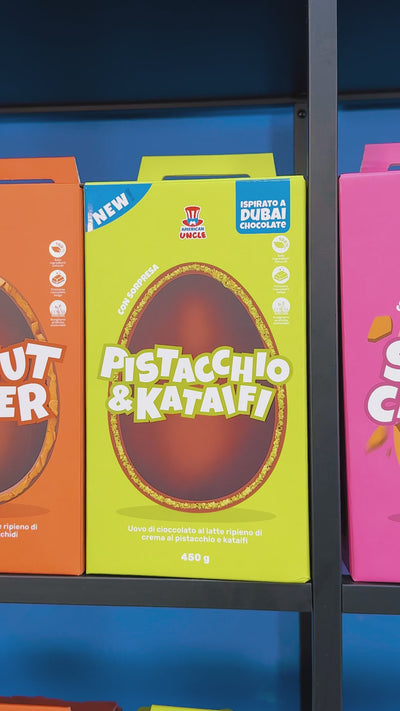 NEW
AMERICAN
UNCLE
ISPIRATO A
DUBAI
CHOCOLATE
CON SORPRESA
PISTACCHIO
& KATAIFI
Uovo di cioccolato al latte ripieno di
crema al pistacchio e kataifi
450 g
UT
ER
ripieno di
S
C